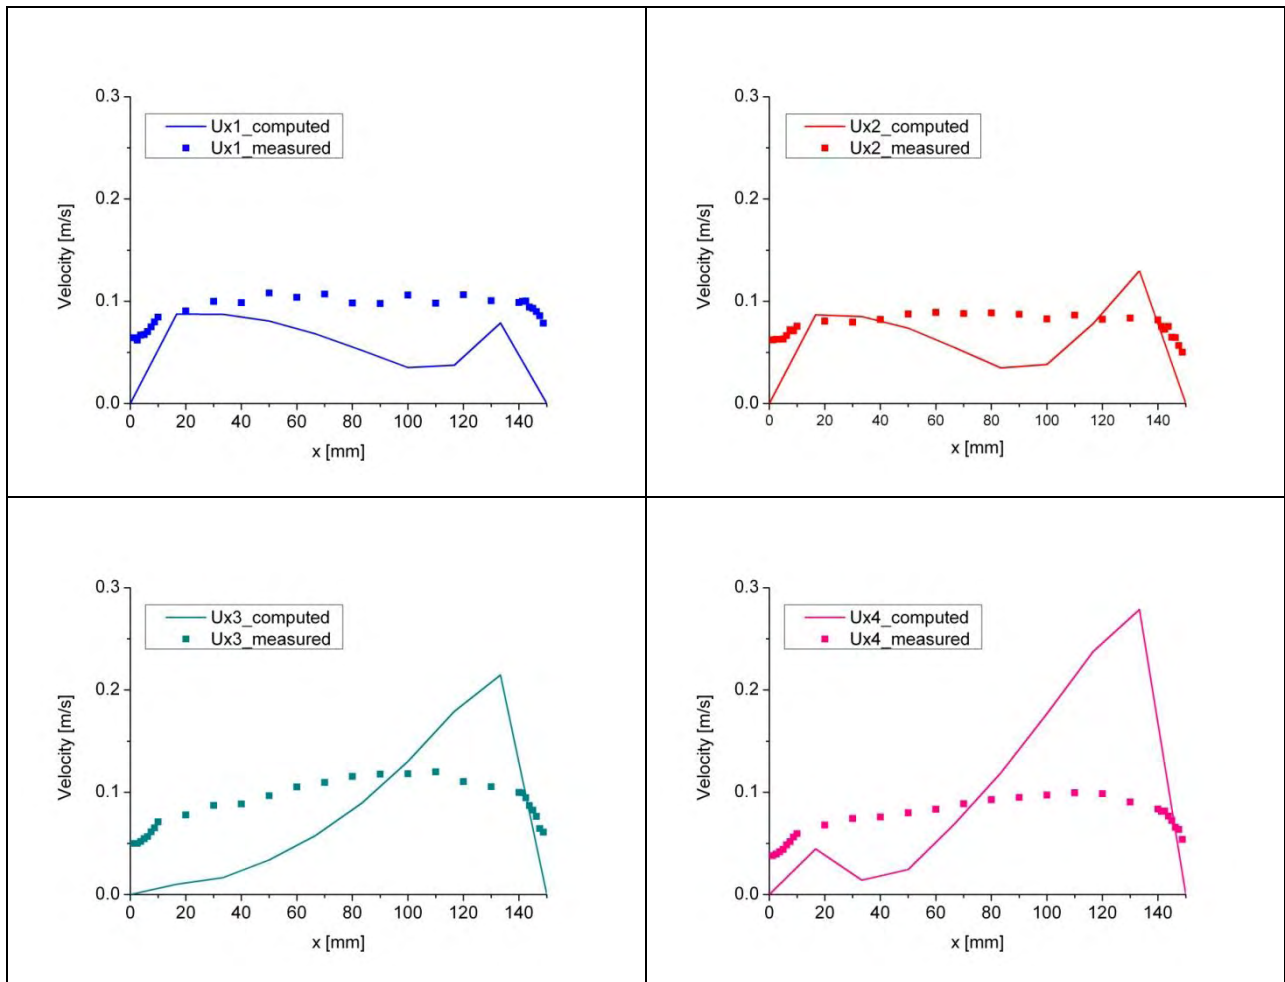 0.3
Ux1_computed
Ux1_measured
0.2
Velocity [m/s]
0.1
0.0
0 20 40 60 80 100 120 140
x [mm]
0.3
Ux2_computed
Ux2_measured
0.2
Velocity [m/s]
0.1
0.0
0 20 40 60 80 100 120 140
x [mm]
0.3
Ux3_computed
Ux3_measured
0.2
Velocity [m/s]
0.1
0.0
0 20 40 60 80 100 120 140
x [mm]
0.3
Ux4_computed
Ux4_measured
0.2
Velocity [m/s]
0.1
0.0
0 20 40 60 80 100 120 140
x [mm]